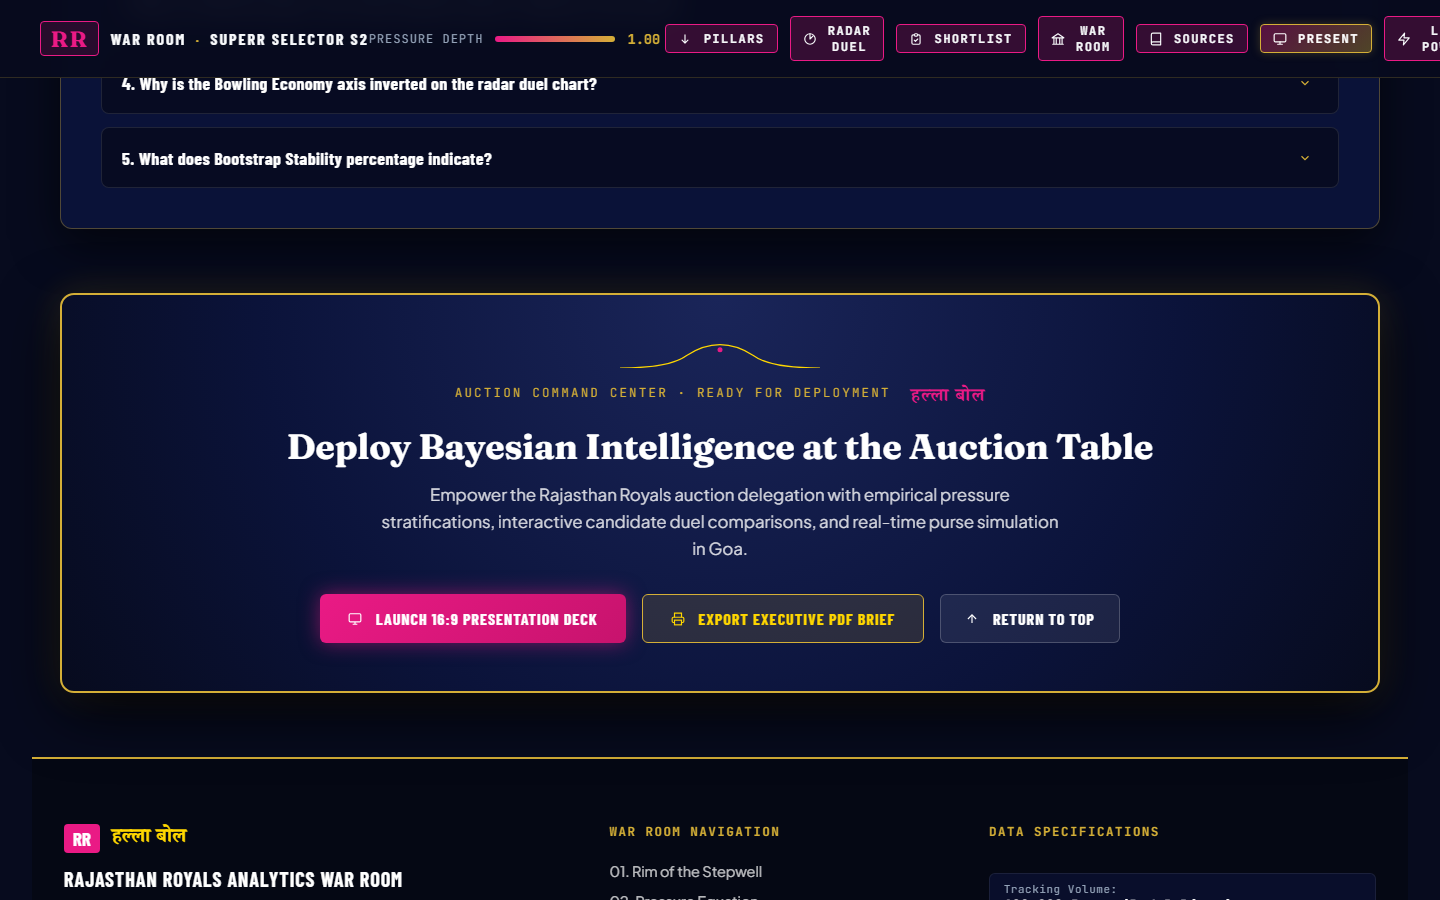 RR WAR ROOM · SUPERR SELECTOR S2 PRESSURE DEPTH 1.00 PILLARS RADAR DUEL SHORTLIST WAR ROOM SOURCES PRESENT
4. Why is the Bowling Economy axis inverted on the radar duel chart?
5. What does Bootstrap Stability percentage indicate?
AUCTION COMMAND CENTER · READY FOR DEPLOYMENT हल्ला बोल
Deploy Bayesian Intelligence at the Auction Table
Empower the Rajasthan Royals auction delegation with empirical pressure
stratifications, interactive candidate duel comparisons, and real-time purse simulation
in Goa.
LAUNCH 16:9 PRESENTATION DECK EXPORT EXECUTIVE PDF BRIEF RETURN TO TOP
RR हल्ला बोल
RAJASTHAN ROYALS ANALYTICS WAR ROOM
WAR ROOM NAVIGATION
01. Rim of the Stepwell
DATA SPECIFICATIONS
Tracking Volume: